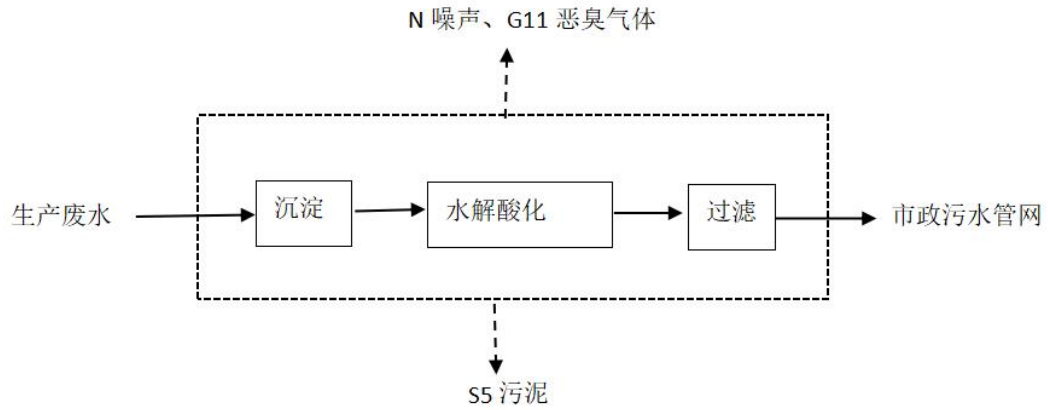 N 噪声、G11 恶臭气体
生产废水
沉淀
水解酸化
过滤
市政污水管网
S5 污泥